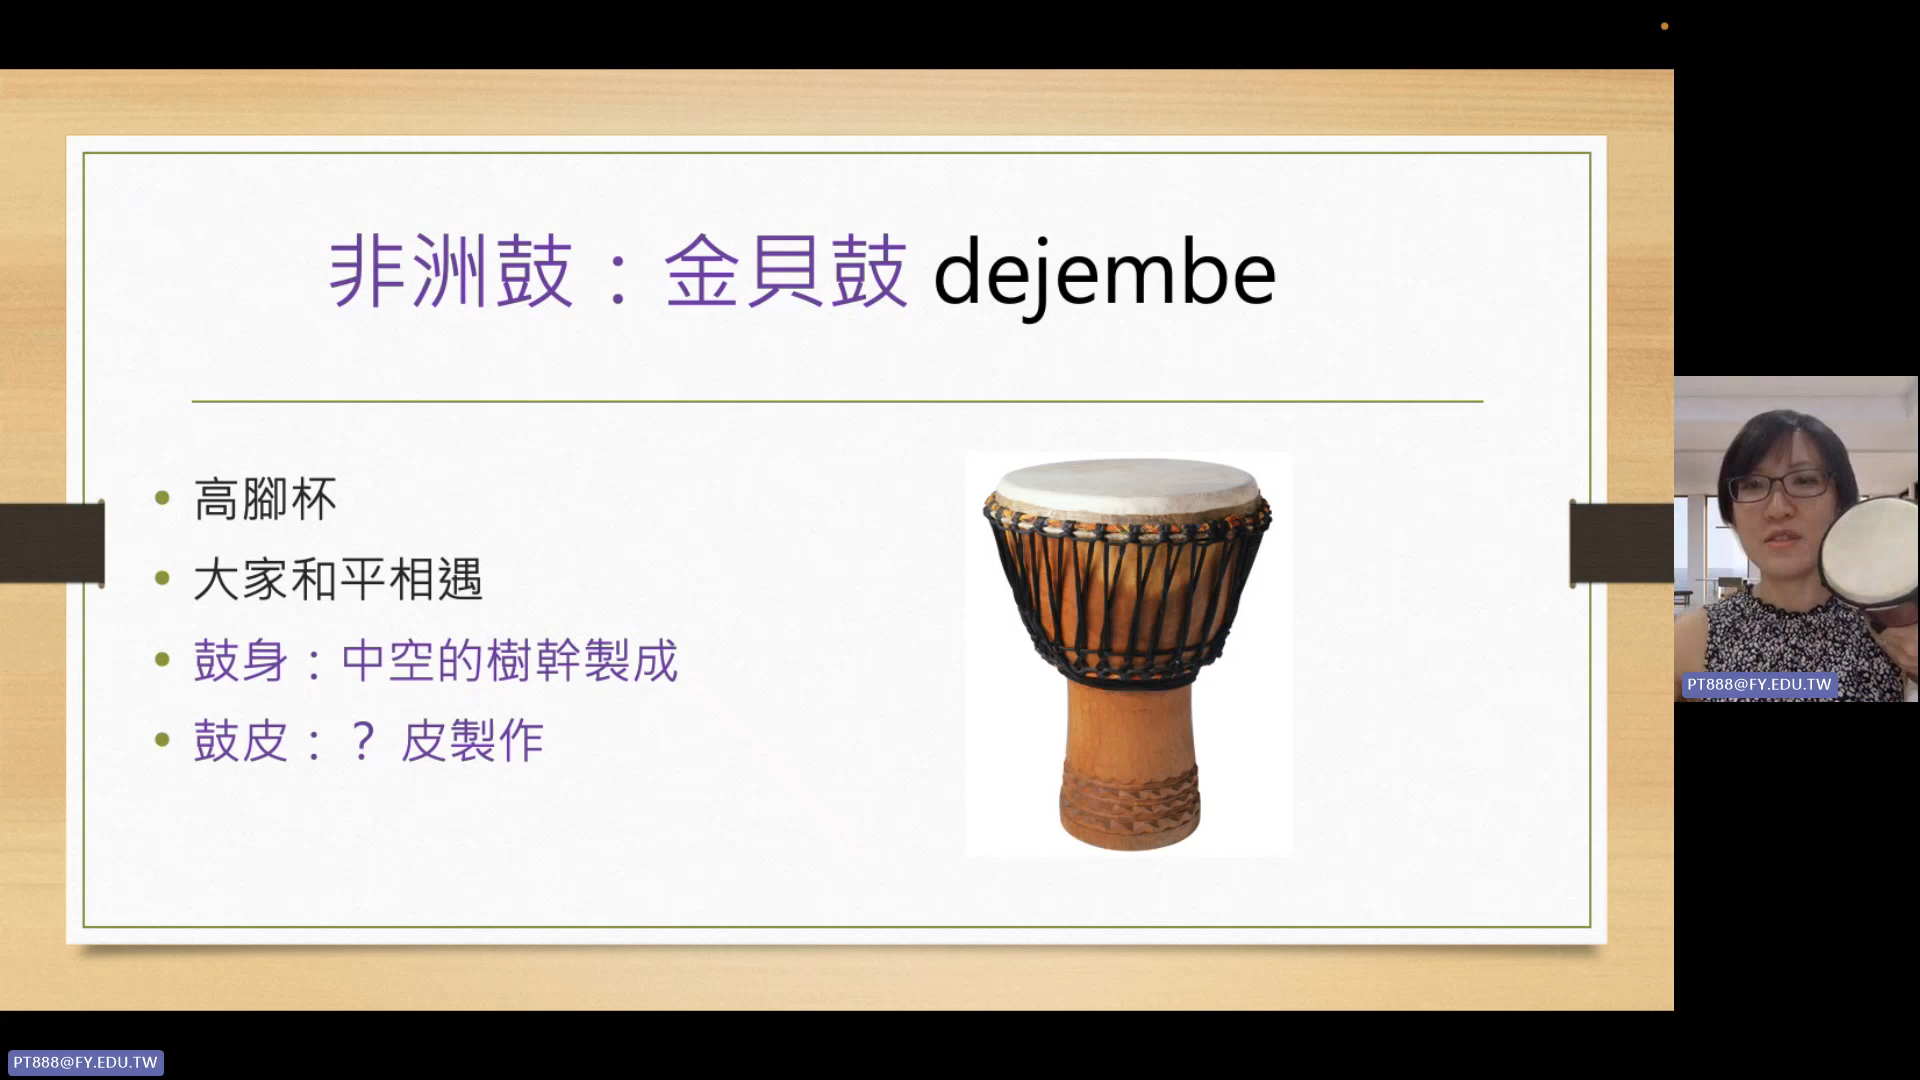 非洲鼓：金貝鼓 dejembe
高腳杯
大家和平相遇
鼓身：中空的樹幹製成
鼓皮：？ 皮製作
PT888@FY.EDU.TW
PT888@FY.EDU.TW